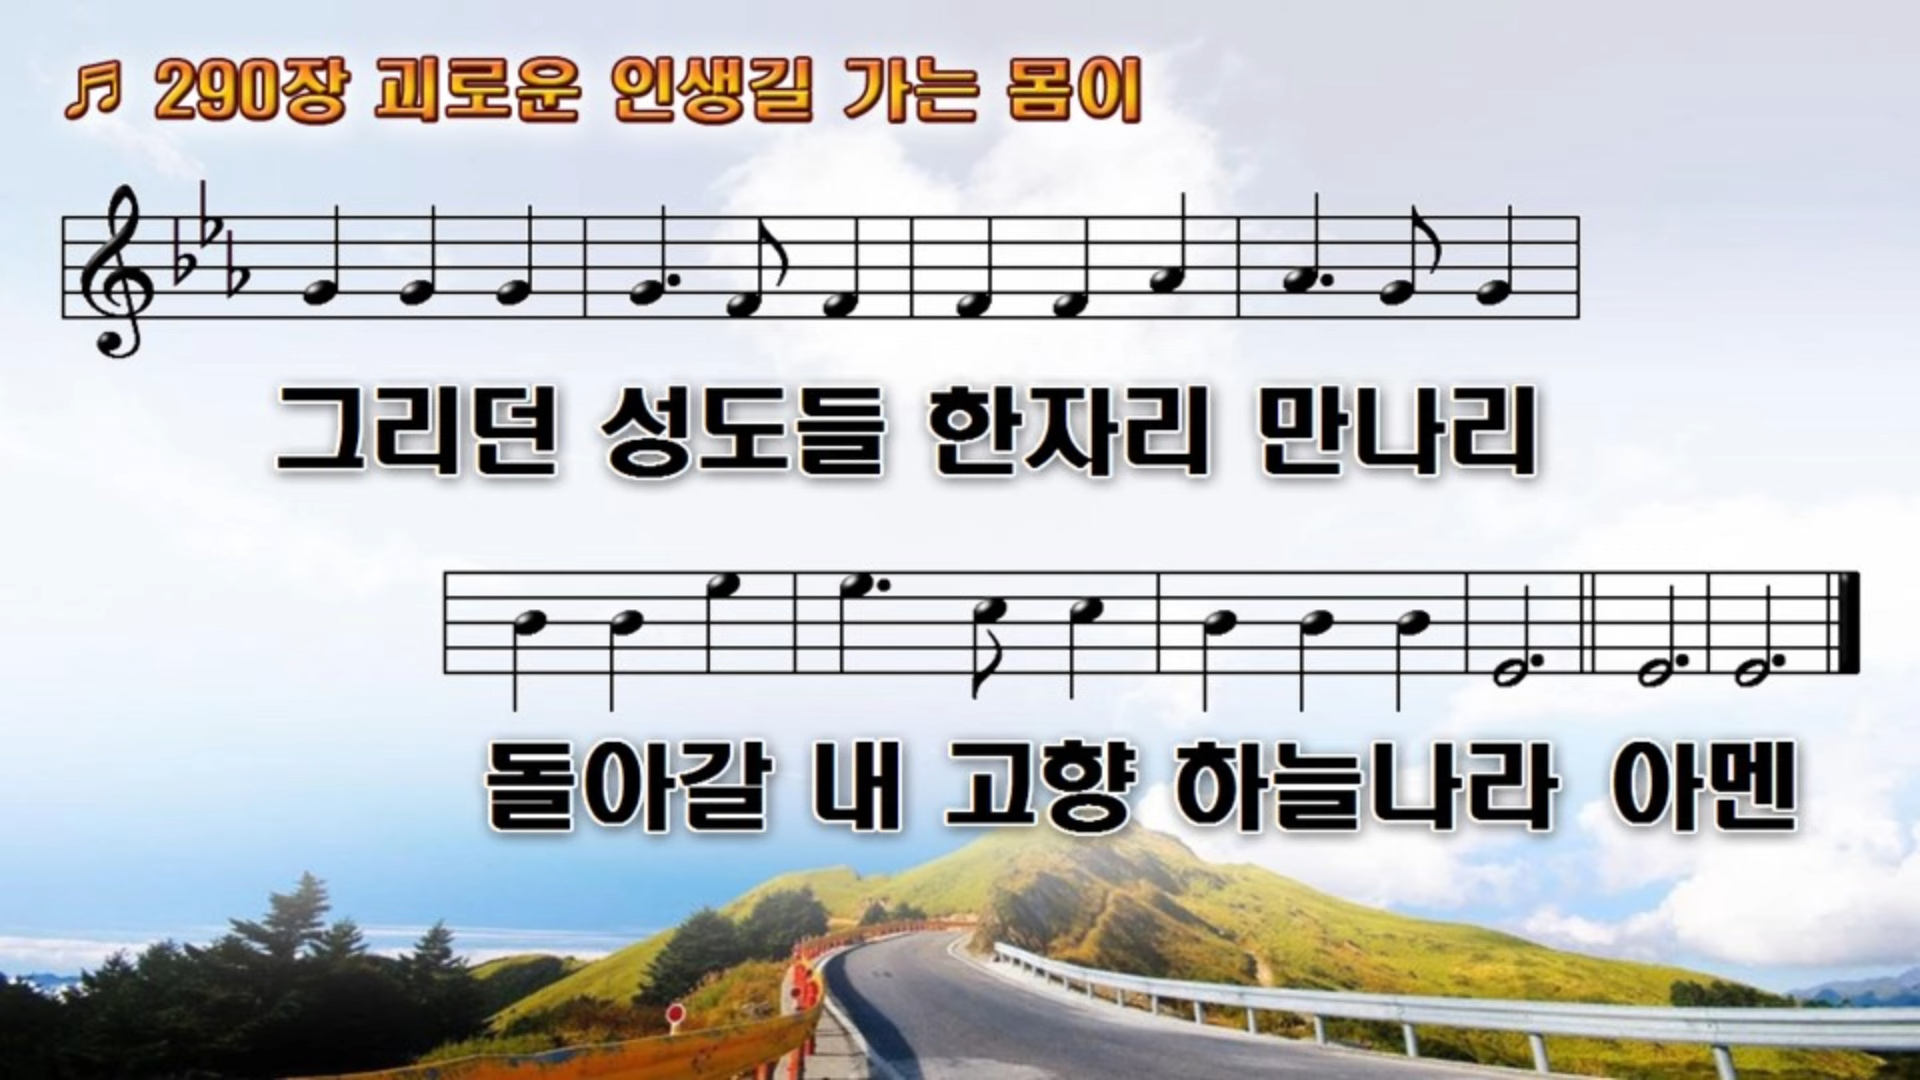 ♬ 290장 괴로운 인생길 가는 몸이
그리던 성도들 한자리 만나리
돌아갈 내 고향 하늘나라 아멘